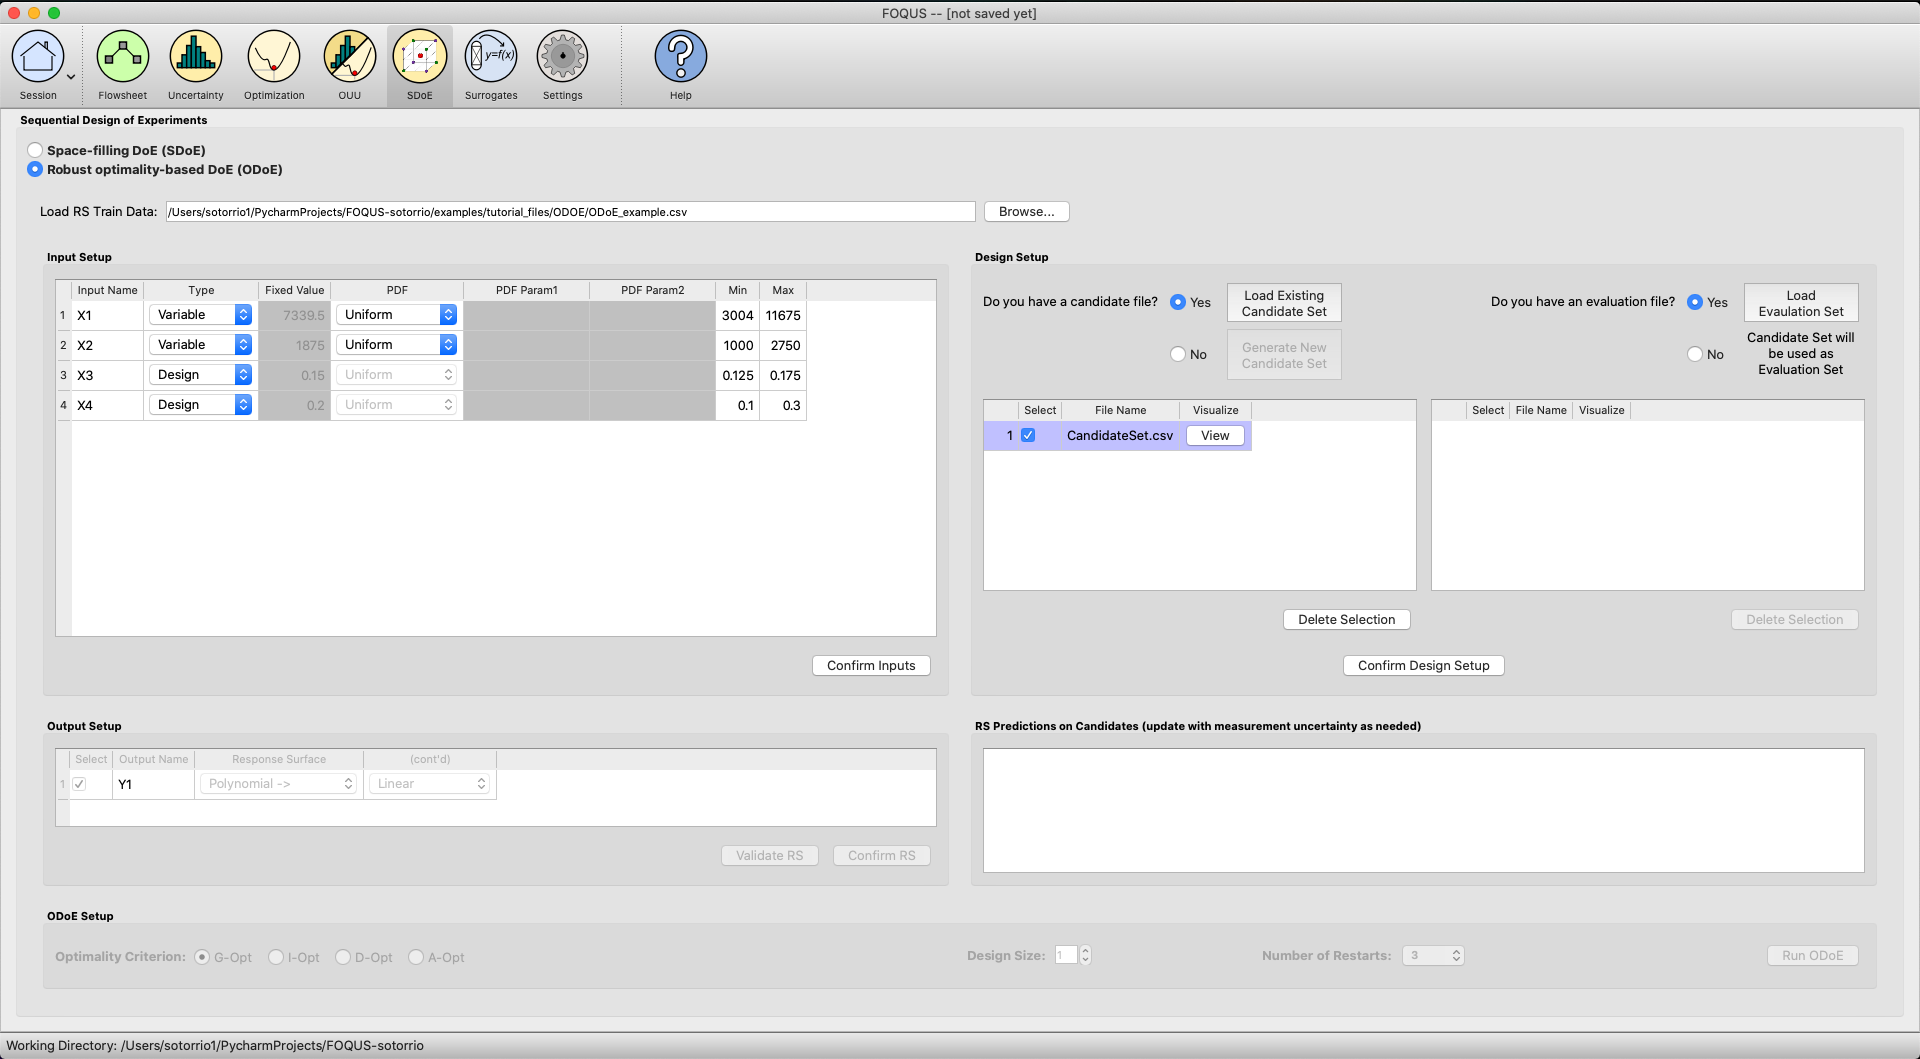 FOQUS -- [not saved yet]
Session
Flowsheet
Uncertainty
Optimization
OUU
SDoE
y=f(x)
Surrogates
Settings
Help
Sequential Design of Experiments
Space-filling DoE (SDoE)
Robust optimality-based DoE (ODoE)
Load RS Train Data: /Users/sotorrio1/PycharmProjects/FOQUS-sotorrio/examples/tutorial_files/ODOE/ODoE_example.csv Browse...
Input Setup
Input Name Type Fixed Value PDF PDF Param1 PDF Param2 Min Max
1 X1 Variable 7339.5 Uniform 3004 11675
2 X2 Variable 1875 Uniform 1000 2750
3 X3 Design 0.15 Uniform 0.125 0.175
4 X4 Design 0.2 Uniform 0.1 0.3
Confirm Inputs
Design Setup
Do you have a candidate file? Yes
Load Existing
Candidate Set
No
Generate New
Candidate Set
Do you have an evaluation file? Yes
Load
Evaulation Set
No
Candidate Set will
be used as
Evaluation Set
Select File Name Visualize
1 CandidateSet.csv View
Select File Name Visualize
Delete Selection
Delete Selection
Confirm Design Setup
Output Setup
Select Output Name Response Surface (cont'd)
1 Y1 Polynomial -> Linear
Validate RS Confirm RS
RS Predictions on Candidates (update with measurement uncertainty as needed)
ODoE Setup
Optimality Criterion: G-Opt I-Opt D-Opt A-Opt Design Size: 1 Number of Restarts: 3 Run ODoE
Working Directory: /Users/sotorrio1/PycharmProjects/FOQUS-sotorrio